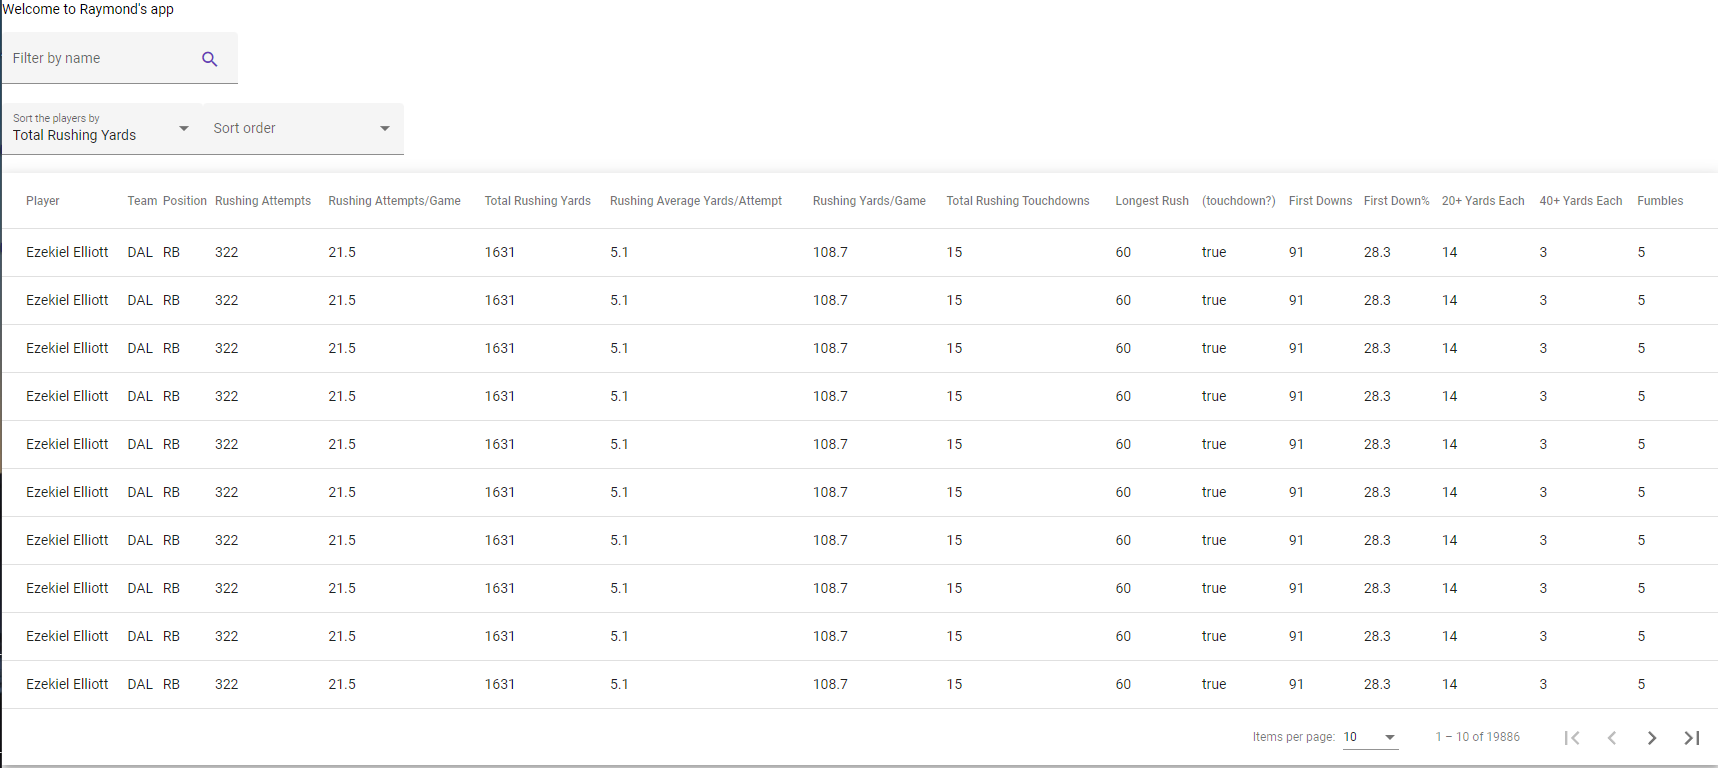 Welcome to Raymond's app
Filter by name
Sort the players by
Total Rushing Yards
Sort order
Player Team Position Rushing Attempts Rushing Attempts/Game Total Rushing Yards Rushing Average Yards/Attempt Rushing Yards/Game Total Rushing Touchdowns Longest Rush (touchdown?) First Downs First Down% 20+ Yards Each 40+ Yards Each Fumbles
Ezekiel Elliott DAL RB 322 21.5 1631 5.1 108.7 15 60 true 91 28.3 14 3 5
Ezekiel Elliott DAL RB 322 21.5 1631 5.1 108.7 15 60 true 91 28.3 14 3 5
Ezekiel Elliott DAL RB 322 21.5 1631 5.1 108.7 15 60 true 91 28.3 14 3 5
Ezekiel Elliott DAL RB 322 21.5 1631 5.1 108.7 15 60 true 91 28.3 14 3 5
Ezekiel Elliott DAL RB 322 21.5 1631 5.1 108.7 15 60 true 91 28.3 14 3 5
Ezekiel Elliott DAL RB 322 21.5 1631 5.1 108.7 15 60 true 91 28.3 14 3 5
Ezekiel Elliott DAL RB 322 21.5 1631 5.1 108.7 15 60 true 91 28.3 14 3 5
Ezekiel Elliott DAL RB 322 21.5 1631 5.1 108.7 15 60 true 91 28.3 14 3 5
Ezekiel Elliott DAL RB 322 21.5 1631 5.1 108.7 15 60 true 91 28.3 14 3 5
Ezekiel Elliott DAL RB 322 21.5 1631 5.1 108.7 15 60 true 91 28.3 14 3 5
Items per page: 10 1 – 10 of 19886